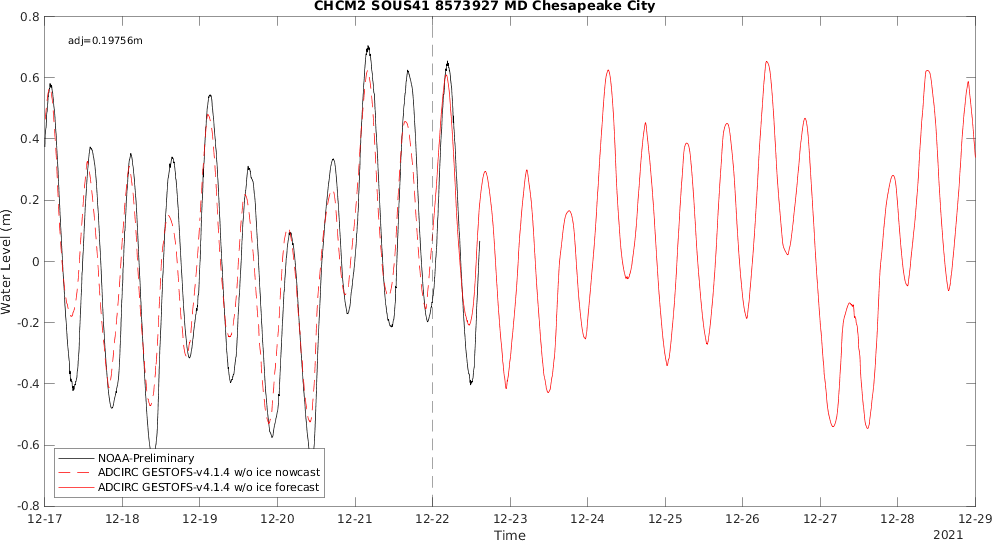 CHCM2 SOUS41 8573927 MD Chesapeake City
adj=0.19756m
Water Level (m)
0.8
0.6
0.4
0.2
0
-0.2
-0.4
-0.6
-0.8
NOAA-Preliminary
ADCIRC GESTOFS-v4.1.4 w/o ice nowcast
ADCIRC GESTOFS-v4.1.4 w/o ice forecast
12-17 12-18 12-19 12-20 12-21 12-22 12-23 12-24 12-25 12-26 12-27 12-28 12-29
Time
2021